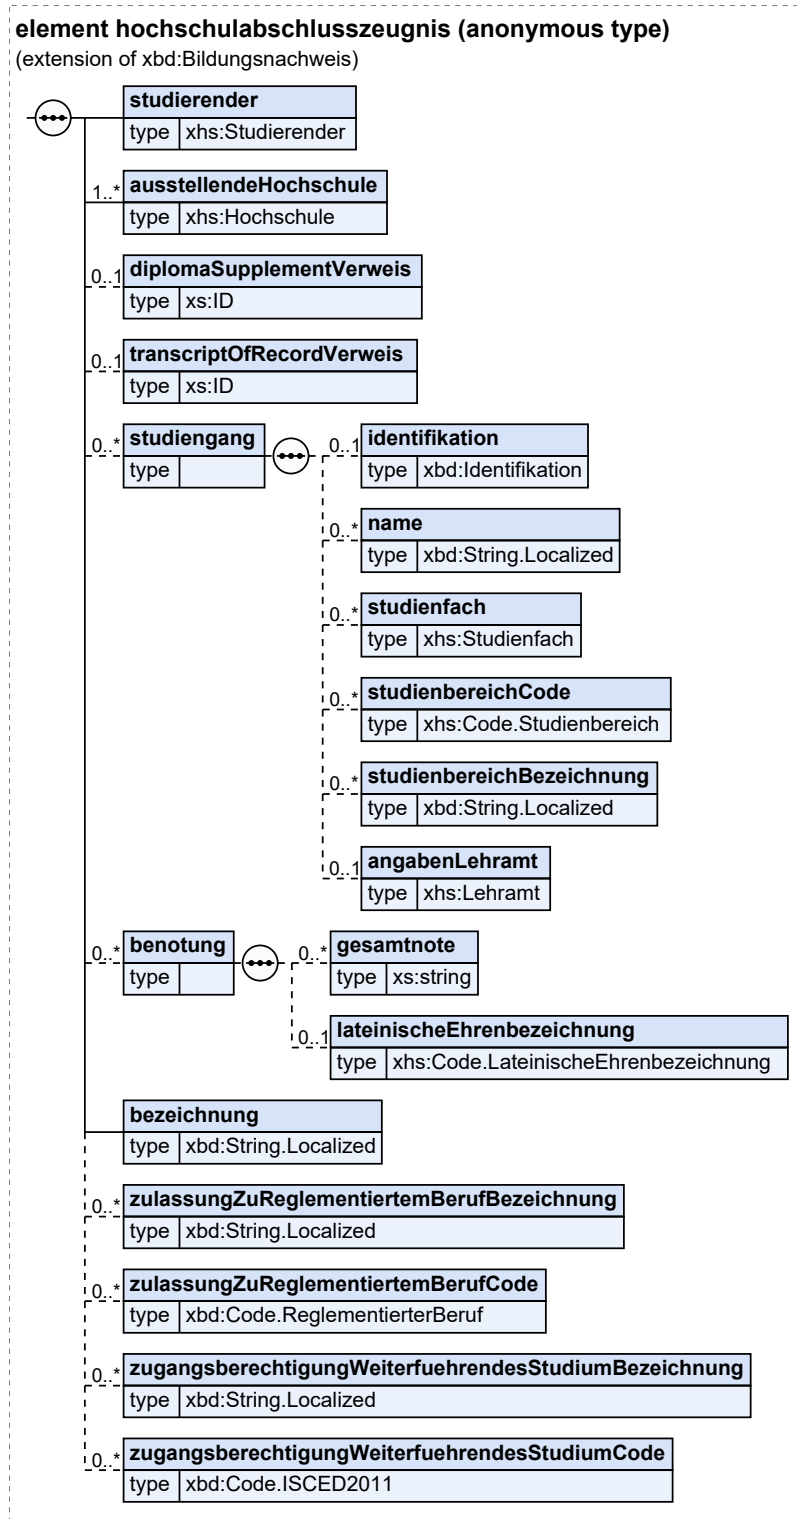 element hochschulabschlusszeugnis (anonymous type)
(extension of xbd:Bildungsnachweis)
studierender
type xhs:Studierender
1..* ausstellendeHochschule
type xhs:Hochschule
0..1 diplomaSupplementVerweis
type xs:ID
0..1 transcriptOfRecordVerweis
type xs:ID
0..* studiengang
type
0..1 identifikation
type xbd:Identifikation
0..* name
type xbd:String.Localized
0..* studienfach
type xhs:Studienfach
0..* studienbereichCode
type xhs:Code.Studienbereich
0..* studienbereichBezeichnung
type xbd:String.Localized
0..1 angabenLehramt
type xhs:Lehramt
0..* benotung
type
0..* gesamtnote
type xs:string
0..1 lateinischeEhrenbezeichnung
type xhs:Code.LateinischeEhrenbezeichnung
bezeichnung
type xbd:String.Localized
0..* zulassungZuReglementiertemBerufBezeichnung
type xbd:String.Localized
0..* zulassungZuReglementiertemBerufCode
type xbd:Code.ReglementierterBeruf
0..* zugangsberechtigungWeiterfuehrendesStudiumBezeichnung
type xbd:String.Localized
0..* zugangsberechtigungWeiterfuehrendesStudiumCode
type xbd:Code.ISCED2011